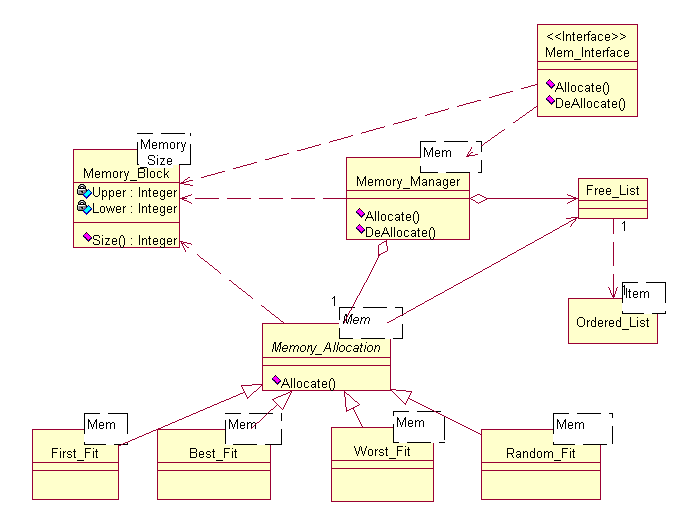 <<Interface>>
Mem_Interface
Allocate()
DeAllocate()
Memory
Size
Memory_Block
Upper : Integer
Lower : Integer
Size() : Integer
Mem
Memory_Manager
Allocate()
DeAllocate()
Free_List
1
Item
Ordered_List
1
Mem
Memory_Allocation
Allocate()
Mem
First_Fit
Mem
Best_Fit
Mem
Worst_Fit
Mem
Random_Fit